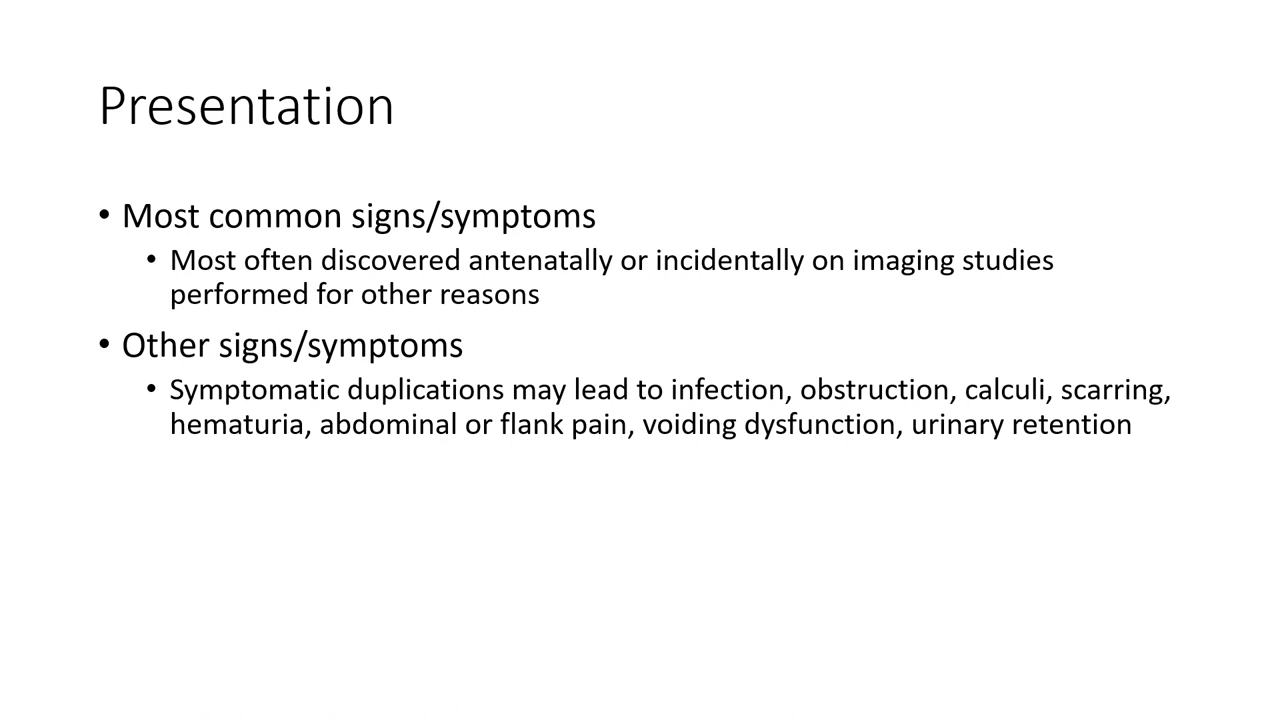 Presentation
• Most common signs/symptoms
• Most often discovered antenatally or incidentally on imaging studies
performed for other reasons
• Other signs/symptoms
• Symptomatic duplications may lead to infection, obstruction, calculi, scarring,
hematuria, abdominal or flank pain, voiding dysfunction, urinary retention